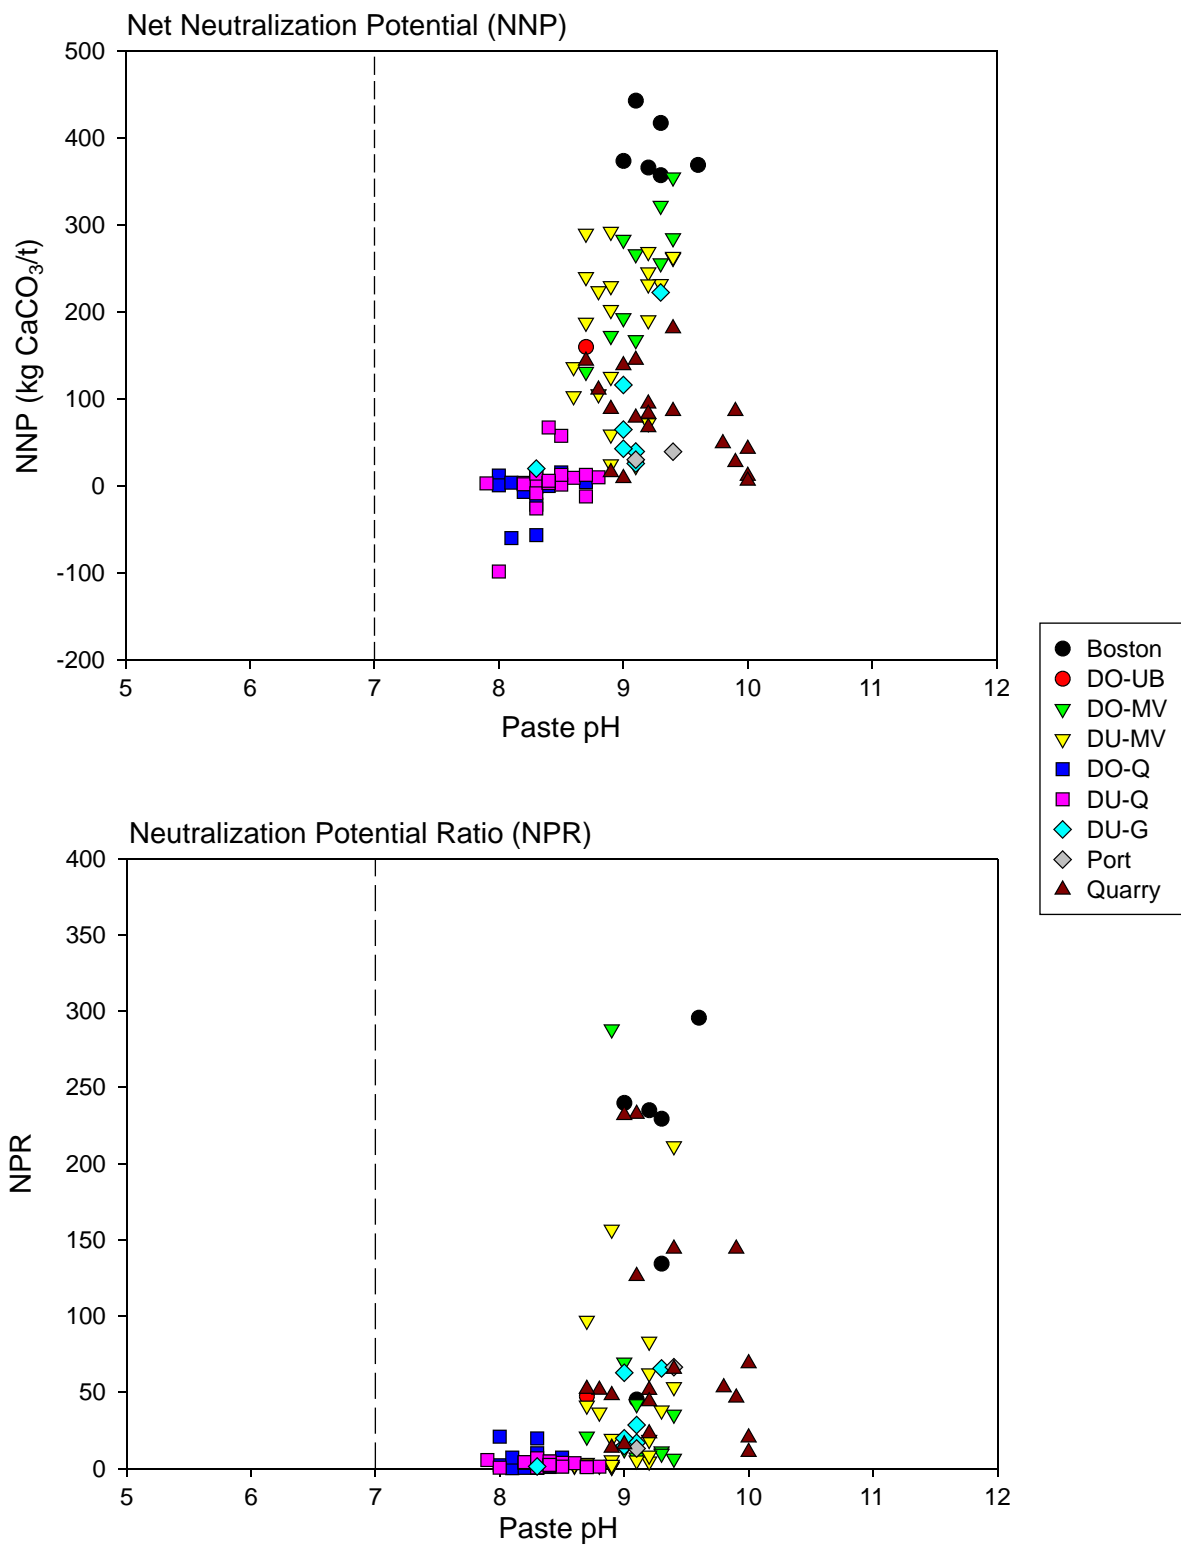 Net Neutralization Potential (NNP)
500
400
300
200
100
0
-100
-200
NNP (kg CaCO3/t)
5 6 7 8 9 10 11 12
Paste pH
Boston
DO-UB
DO-MV
DU-MV
DO-Q
DU-Q
DU-G
Port
Quarry
Neutralization Potential Ratio (NPR)
400
350
300
250
200
150
100
50
0
NPR
5 6 7 8 9 10 11 12
Paste pH